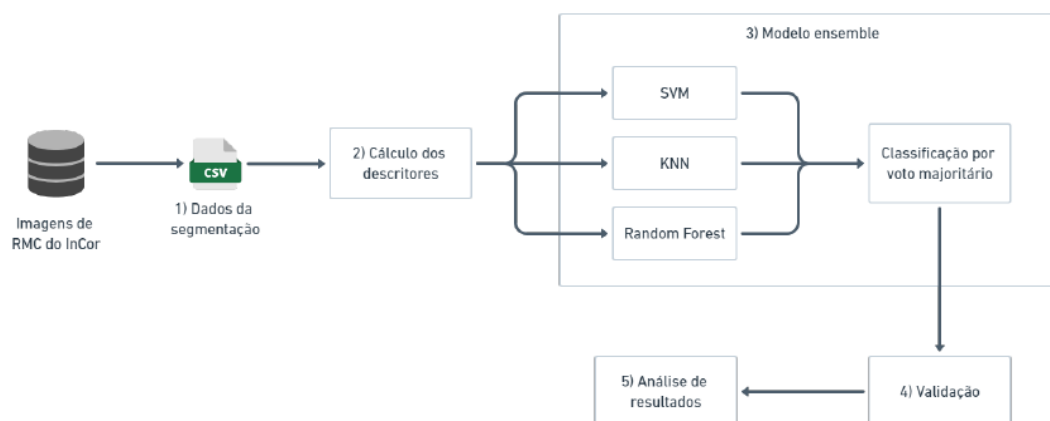 3) Modelo ensemble
SVM
KNN
Random Forest
Classificação por
voto majoritário
2) Cálculo dos
descritores
CSV
1) Dados da
segmentação
Imagens de
RMC do InCor
4) Validação
5) Análise de
resultados